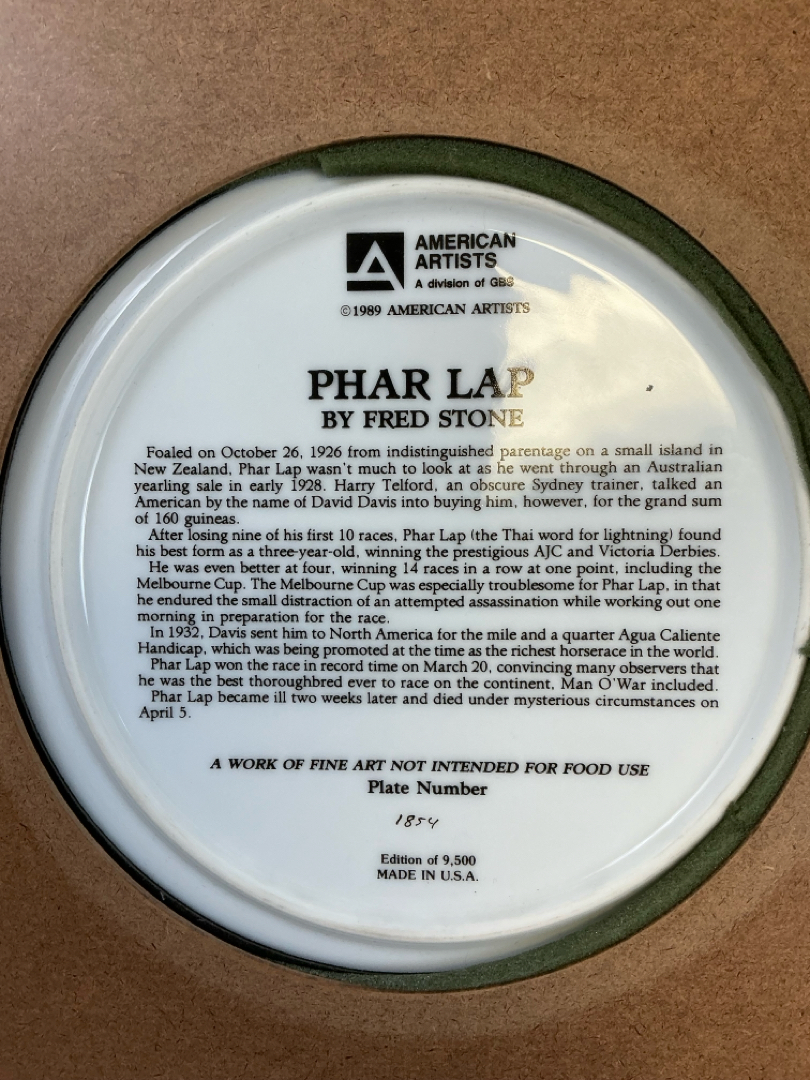 AMERICAN
ARTISTS
A division of GBS
©1989 AMERICAN ARTISTS
PHAR LAP
BY FRED STONE
Foaled on October 26, 1926 from indistinguished parentage on a small island in
New Zealand, Phar Lap wasn't much to look at as he went through an Australian
yearling sale in early 1928. Harry Telford, an obscure Sydney trainer, talked an
American by the name of David Davis into buying him, however, for the grand sum
of 160 guineas.
After losing nine of his first 10 races, Phar Lap (the Thai word for lightning) found
his best form as a three-year-old, winning the prestigious AJC and Victoria Derbies.
He was even better at four, winning 14 races in a row at one point, including the
Melbourne Cup. The Melbourne Cup was especially troublesome for Phar Lap, in that
he endured the small distraction of an attempted assassination while working out one
morning in preparation for the race.
In 1932, Davis sent him to North America for the mile and a quarter Agua Caliente
Handicap, which was being promoted at the time as the richest horserace in the world.
Phar Lap won the race in record time on March 20, convincing many observers that
he was the best thoroughbred ever to race on the continent, Man O'War included.
Phar Lap became ill two weeks later and died under mysterious circumstances on
April 5.
A WORK OF FINE ART NOT INTENDED FOR FOOD USE
Plate Number
1854
Edition of 9,500
MADE IN U.S.A.